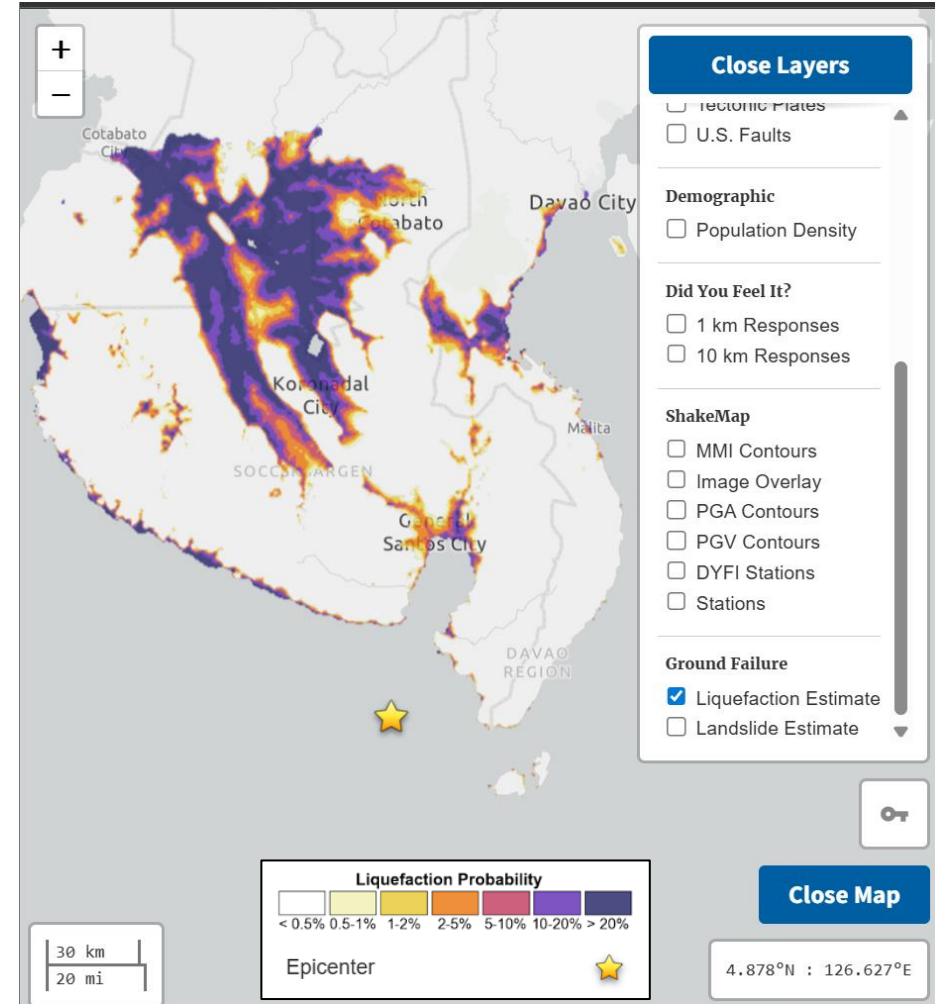 +
−
Close Layers
Tectonic Plates
U.S. Faults
Demographic
Population Density
Did You Feel It?
1 km Responses
10 km Responses
ShakeMap
MMI Contours
Image Overlay
PGA Contours
PGV Contours
DYFI Stations
Stations
Ground Failure
Liquefaction Estimate
Landslide Estimate
Cotabato
City
North
Cotabato
Davao City
Koronadal
City
Malita
SOCCSKSARGEN
General
Santos City
DAVAO
REGION
Liquefaction Probability
< 0.5% 0.5-1% 1-2% 2-5% 5-10% 10-20% > 20%
Epicenter
Close Map
30 km
20 mi
4.878°N : 126.627°E